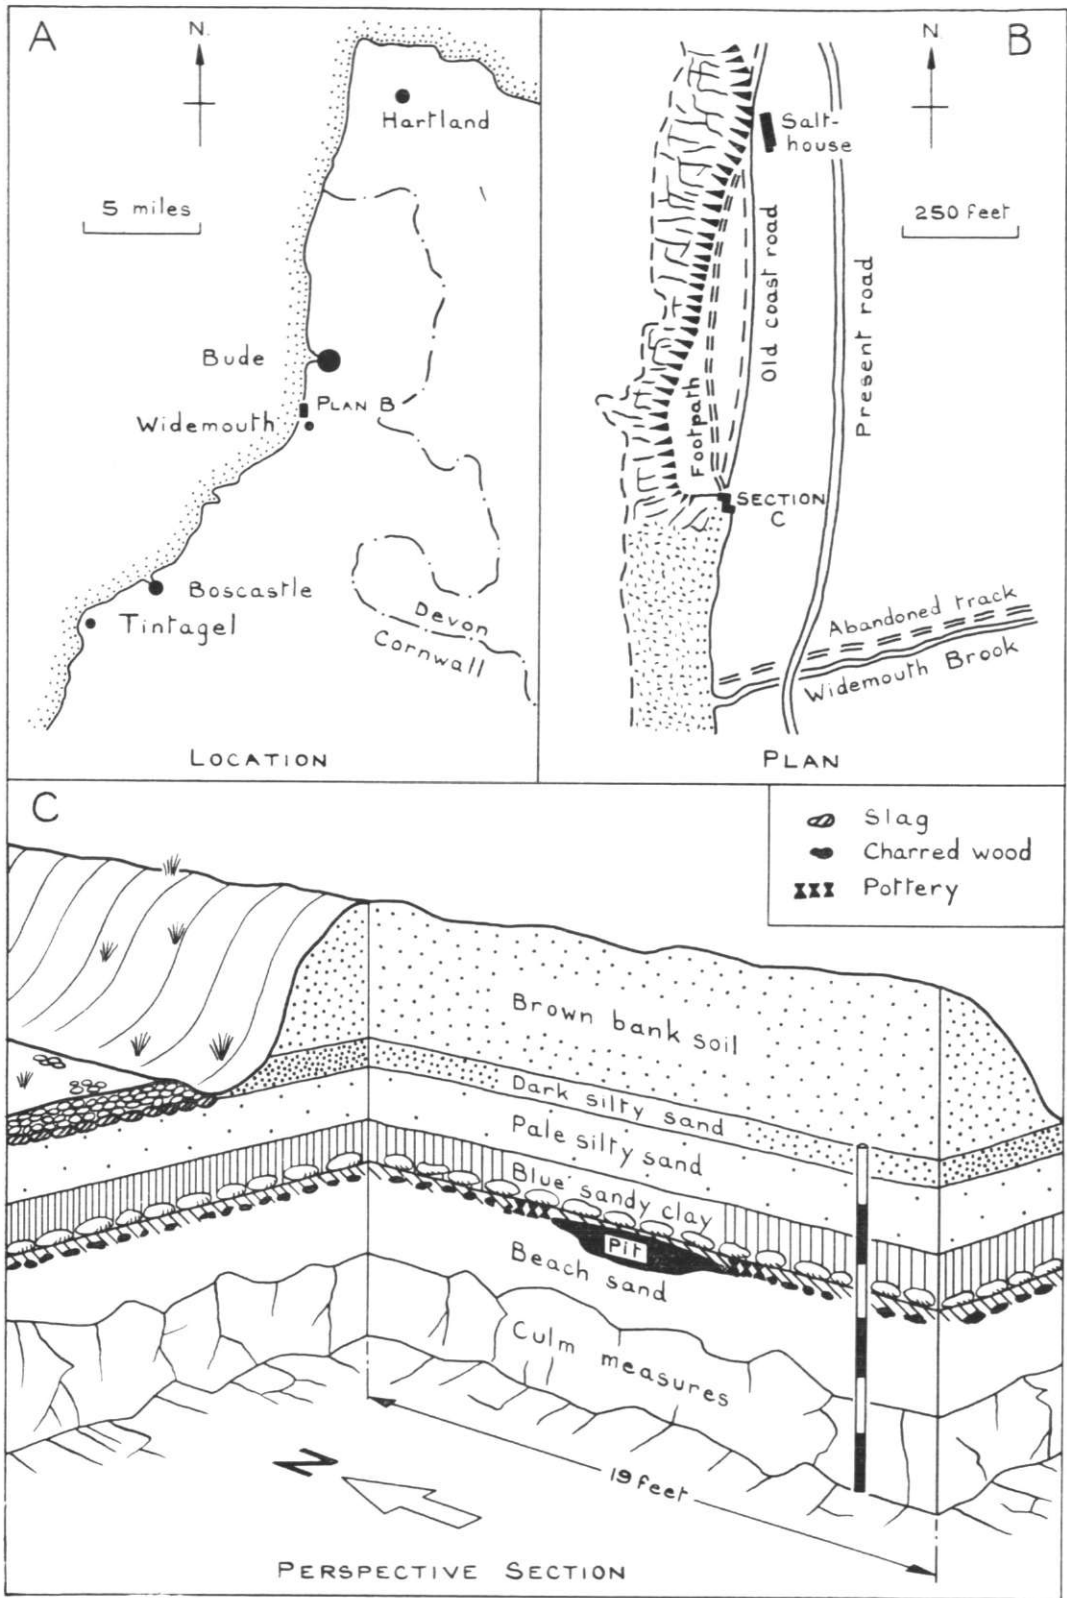 A
N.
Hartland
5 miles
Bude
PLAN B
Widemouth
Boscastle
Tintagel
Devon
Cornwall
LOCATION
B
N.
Salt-
house
250 feet
Old coast road
Present road
Footpath
SECTION
C
Abandoned track
Widemouth Brook
PLAN
C
Slag
Charred wood
Pottery
Brown bank soil
Dark silty sand
Pale silty sand
Blue sandy clay
Pit
Beach sand
Culm measures
19 feet
N
PERSPECTIVE SECTION